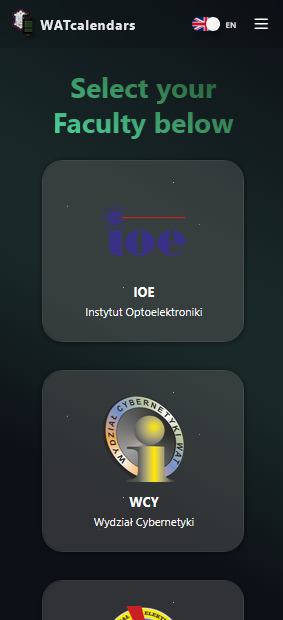 WATcalendars
EN
Select your
Faculty below
ioe
IOE
Instytut Optoelektroniki
WYDZIAŁ CYBERNETYKI WAT
i
WCY
Wydział Cybernetyki